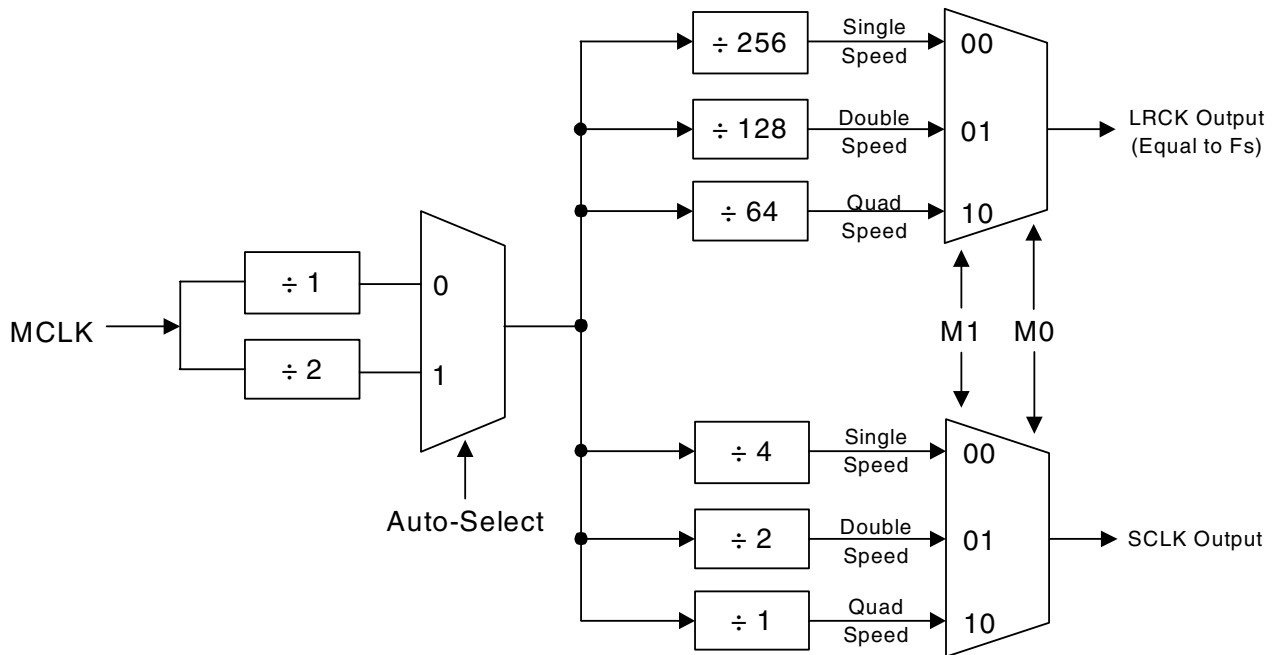 ÷ 256
Single
Speed
00
÷ 128
Double
Speed
01
LRCK Output
(Equal to Fs)
÷ 64
Quad
Speed
10
MCLK
÷ 1
0
÷ 2
1
Auto-Select
M1
M0
÷ 4
Single
Speed
00
÷ 2
Double
Speed
01
SCLK Output
÷ 1
Quad
Speed
10